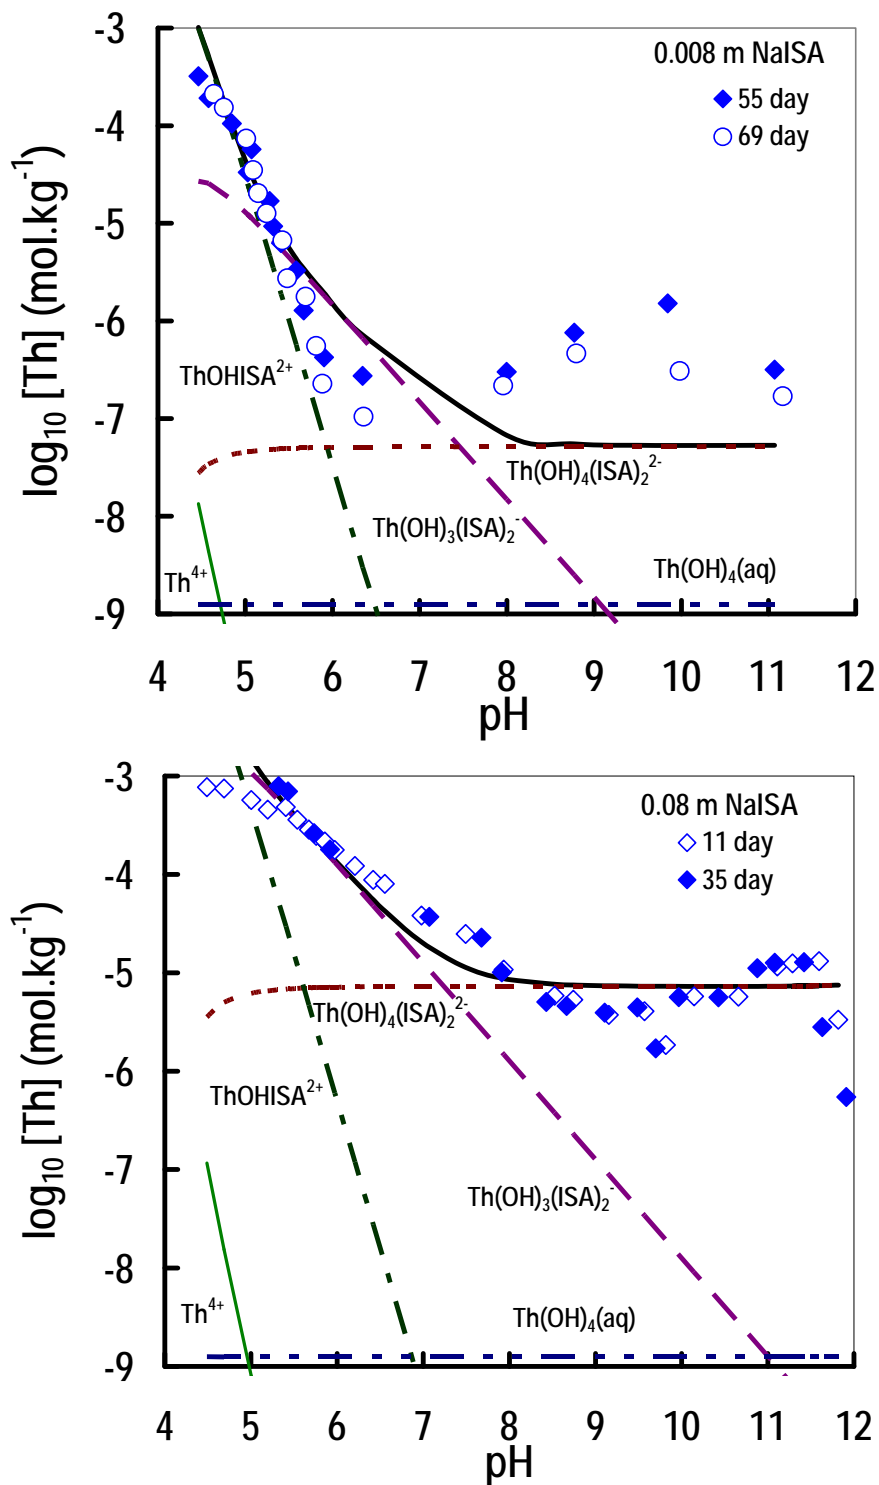 0.008 m NaISA
55 day
69 day
log₁₀ [Th] (mol.kg⁻¹)
-3
-4
-5
-6
-7
-8
-9
ThOHISA²⁺
Th(OH)₄(ISA)₂²⁻
Th(OH)₃(ISA)₂⁻
Th⁴⁺
Th(OH)₄(aq)
4 5 6 7 8 9 10 11 12
pH
0.08 m NaISA
11 day
35 day
log₁₀ [Th] (mol.kg⁻¹)
-3
-4
-5
-6
-7
-8
-9
Th(OH)₄(ISA)₂²⁻
ThOHISA²⁺
Th(OH)₃(ISA)₂⁻
Th⁴⁺
Th(OH)₄(aq)
4 5 6 7 8 9 10 11 12
pH